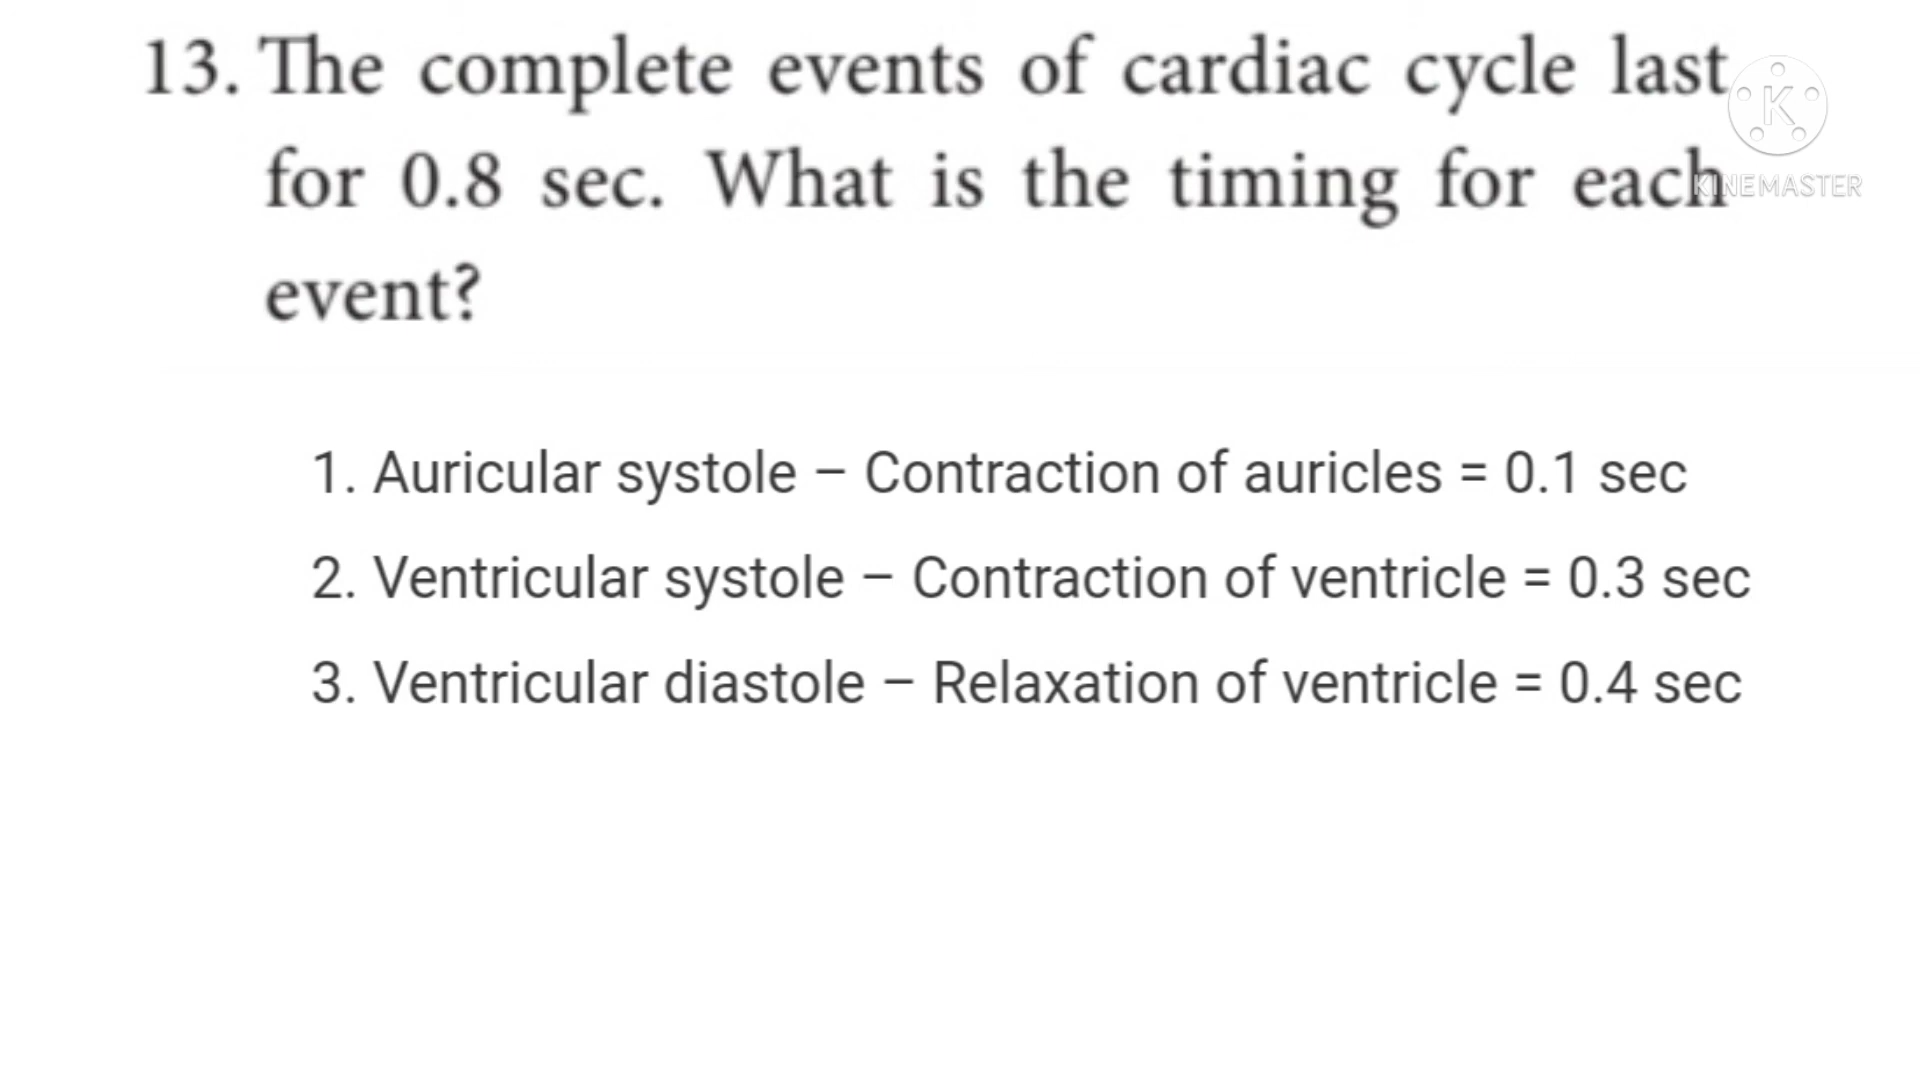 13. The complete events of cardiac cycle last
for 0.8 sec. What is the timing for each
event?
K
KINEMASTER
1. Auricular systole – Contraction of auricles = 0.1 sec
2. Ventricular systole – Contraction of ventricle = 0.3 sec
3. Ventricular diastole – Relaxation of ventricle = 0.4 sec